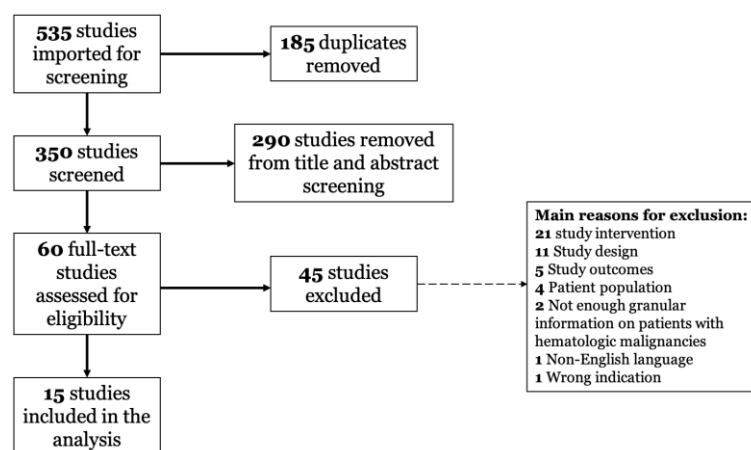 535 studies
imported for
screening
185 duplicates
removed
350 studies
screened
290 studies removed
from title and abstract
screening
60 full-text
studies
assessed for
eligibility
45 studies
excluded
Main reasons for exclusion:
21 study intervention
11 Study design
5 Study outcomes
4 Patient population
2 Not enough granular
information on patients with
hematologic malignancies
1 Non-English language
1 Wrong indication
15 studies
included in the
analysis